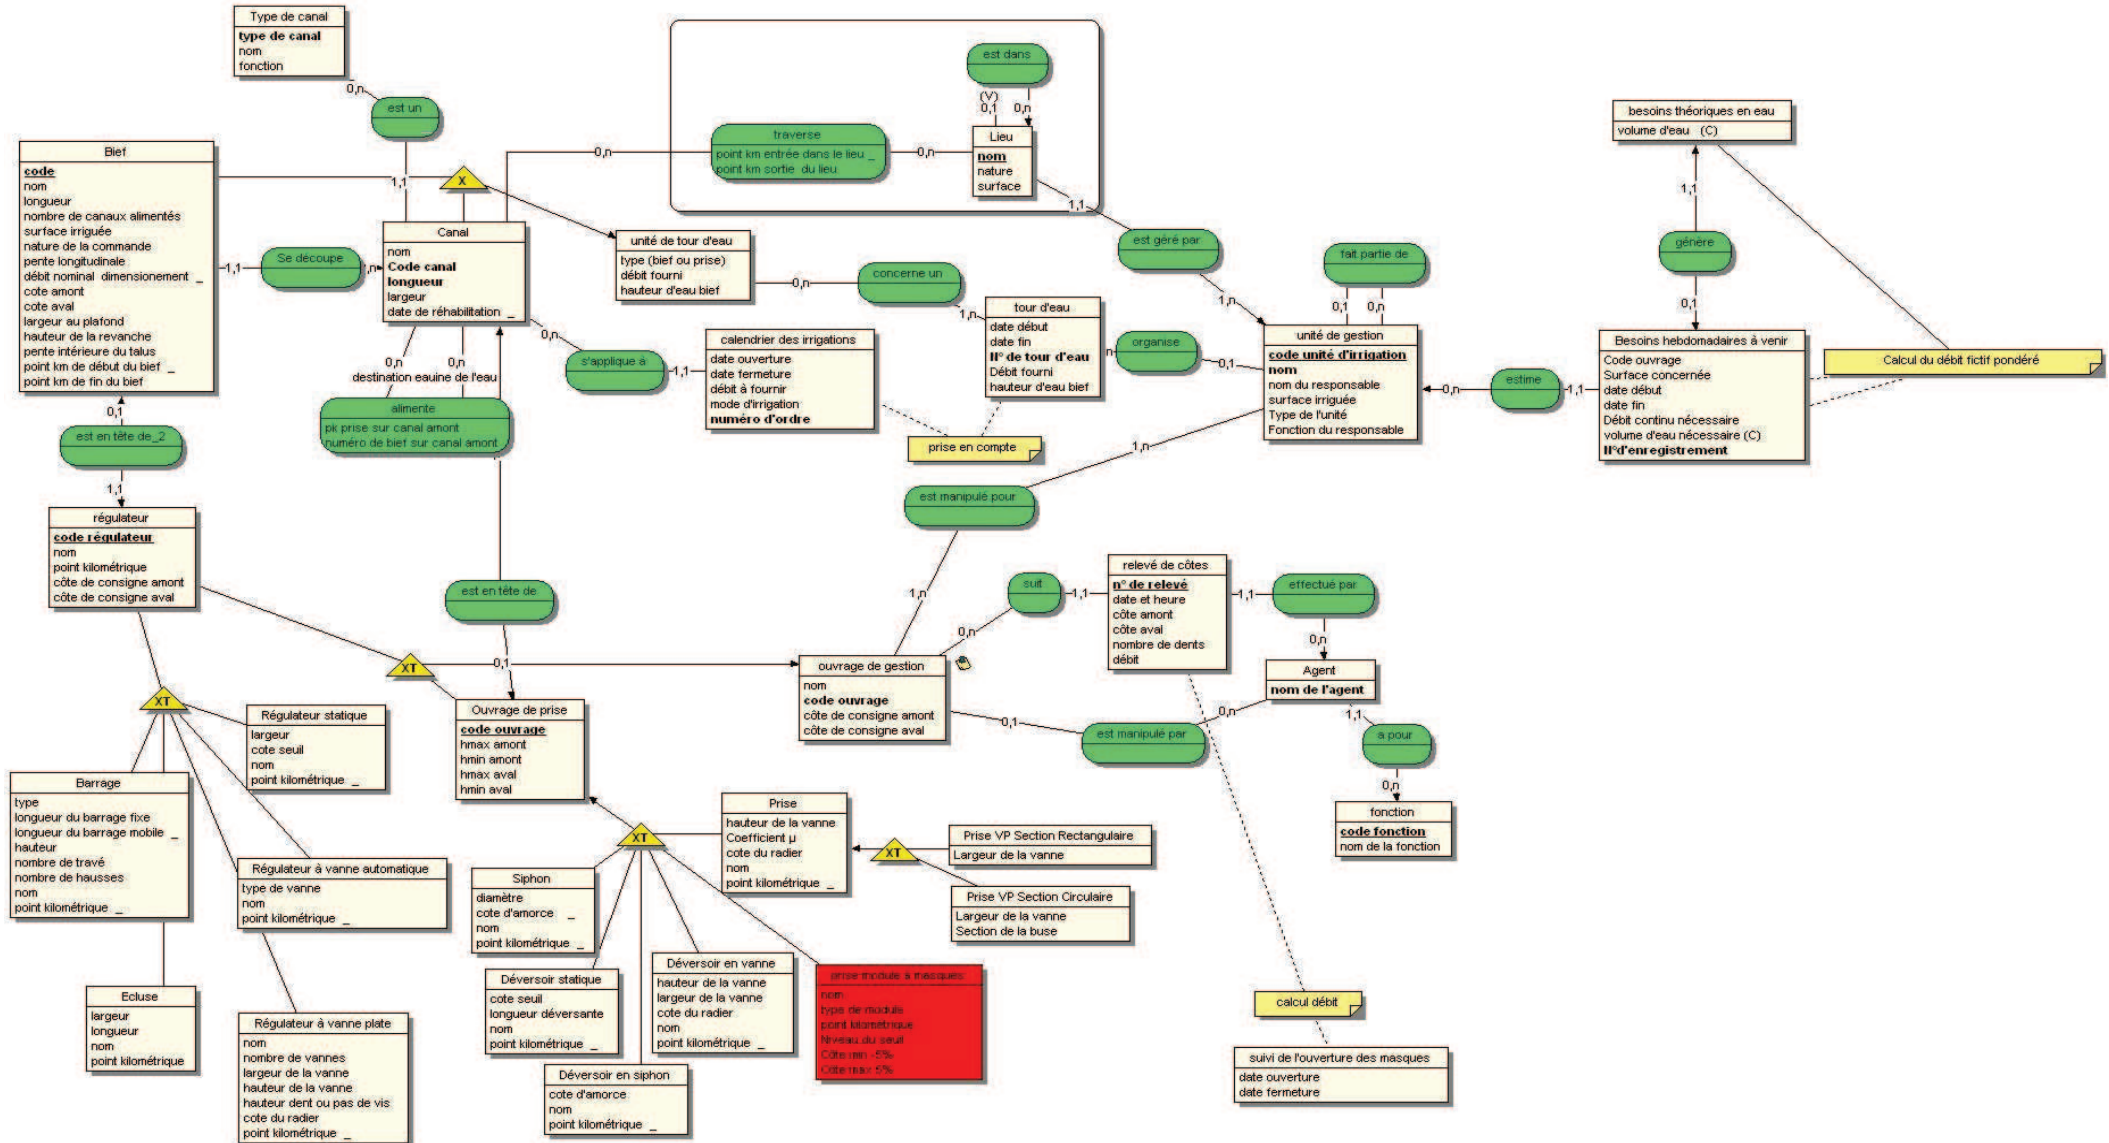 Type de canal
type de canal
nom
fonction
0,n
est un
1,1
est dans
(V)
0,1
0,n
traverse
point km entrée dans le lieu _
point km sortie du lieu
0,n
0,n
Lieu
nom
nature
surface
1,1
besoins théoriques en eau
volume d'eau (C)
1,1
génère
0,1
Bief
code
nom
longueur
nombre de canaux alimentés
surface irriguée
nature de la commande
pente longitudinale
débit nominal dimensionement _
cote amont
cote aval
largeur au plafond
hauteur de la revanche
pente intérieure du talus
point km de début du bief _
point km de fin du bief
X
1,1
Se découpe
,n
Canal
nom
Code canal
longueur
largeur
date de réhabilitation _
unité de tour d'eau
type (bief ou prise)
débit fourni
hauteur d'eau bief
0,n
concerne un
1,n
est géré par
1,n
fait partie de
0,1
0,n
tour d'eau
date début
date fin
N° de tour d'eau
Débit fourni
hauteur d'eau bief
n
organise
0,1
unité de gestion
code unité d'irrigation
nom
nom du responsable
surface irriguée
Type de l'unité
Fonction du responsable
0,n
estime
1,1
Besoins hebdomadaires à venir
Code ouvrage
Surface concernée
date début
date fin
Débit continu nécessaire
volume d'eau nécessaire (C)
N°d'enregistrement
Calcul du débit fictif pondéré
0,n
s'applique à
1,1
calendrier des irrigations
date ouverture
date fermeture
débit à fournir
mode d'irrigation
numéro d'ordre
prise en compte
0,n
0,n
destination eauine de l'eau
alimente
pk prise sur canal amont
numéro de bief sur canal amont
0,1
est en tête de_2
1,1
régulateur
code régulateur
nom
point kilométrique
côte de consigne amont
côte de consigne aval
est en tête de
0,1
XT
1,n
est manipulé pour
1,n
ouvrage de gestion
nom
code ouvrage
côte de consigne amont
côte de consigne aval
0,n
suit
1,1
relevé de côtes
n° de relevé
date et heure
côte amont
côte aval
nombre de dents
débit
1,1
effectué par
0,n
Agent
nom de l'agent
0,1
est manipulé par
0,n
1,1
a pour
0,n
fonction
code fonction
nom de la fonction
XT
Régulateur statique
largeur
cote seuil
nom
point kilométrique _
Barrage
type
longueur du barrage fixe
longueur du barrage mobile _
hauteur
nombre de travé
nombre de hausses
nom
point kilométrique _
Régulateur à vanne automatique
type de vanne
nom
point kilométrique _
Ecluse
largeur
longueur
nom
point kilométrique
Régulateur à vanne plate
nom
nombre de vannes
largeur de la vanne
hauteur de la vanne
hauteur dent ou pas de vis
cote du radier
point kilométrique _
Ouvrage de prise
code ouvrage
hmax amont
hmin amont
hmax aval
hmin aval
XT
Prise
hauteur de la vanne
Coefficient µ
cote du radier
nom
point kilométrique _
XT
Prise VP Section Rectangulaire
Largeur de la vanne
Prise VP Section Circulaire
Largeur de la vanne
Section de la buse
Siphon
diamètre
cote d'amorce _
nom
point kilométrique _
Déversoir statique
cote seuil
longueur déversante
nom
point kilométrique _
Déversoir en vanne
hauteur de la vanne
largeur de la vanne
cote du radier
nom
point kilométrique _
prise module à masques
nom
type de module
point kilométrique
Niveau du seuil
Côte min -5%
Côte max 5%
Déversoir en siphon
cote d'amorce
nom
point kilométrique _
calcul débit
suivi de l'ouverture des masques
date ouverture
date fermeture